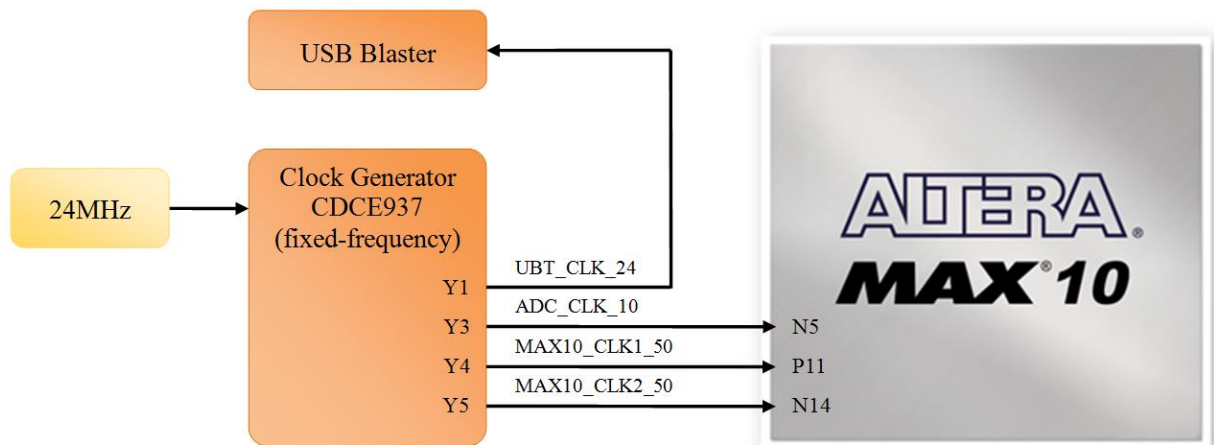 USB Blaster
24MHz
Clock Generator
CDCE937
(fixed-frequency)
UBT_CLK_24
Y1
ADC_CLK_10
Y3
N5
MAX10_CLK1_50
Y4
P11
MAX10_CLK2_50
Y5
N14
ALTERA®
MAX® 10